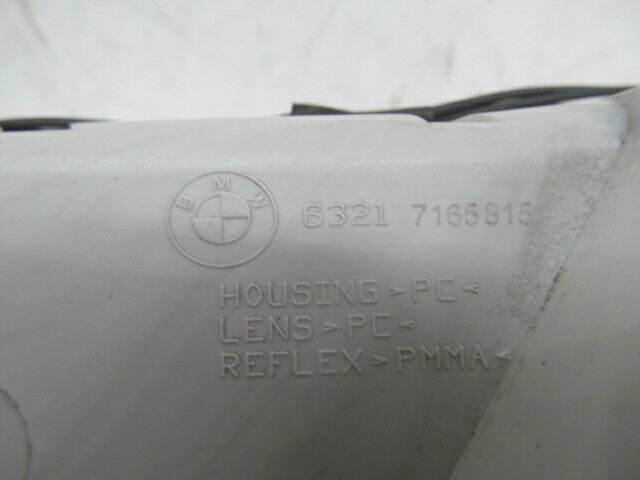 BMW 6321 7165815
HOUSING >PC<
LENS >PC<
REFLEX >PMMA<